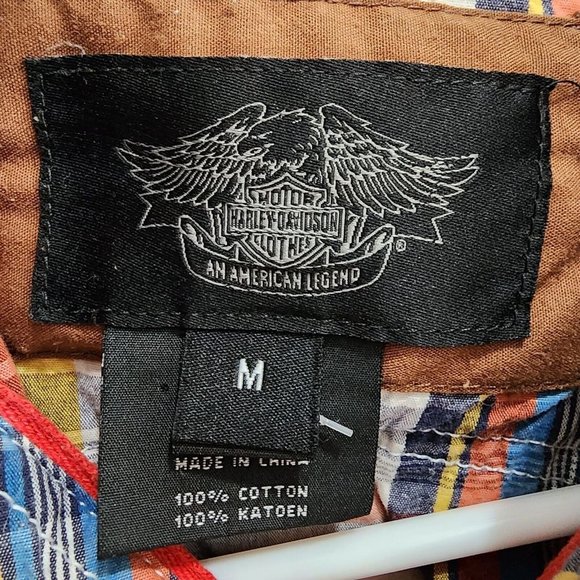 MOTOR
HARLEY-DAVIDSON
CLOTHES
®
AN AMERICAN LEGEND
M
MADE IN CHINA
100% COTTON
100% KATOEN